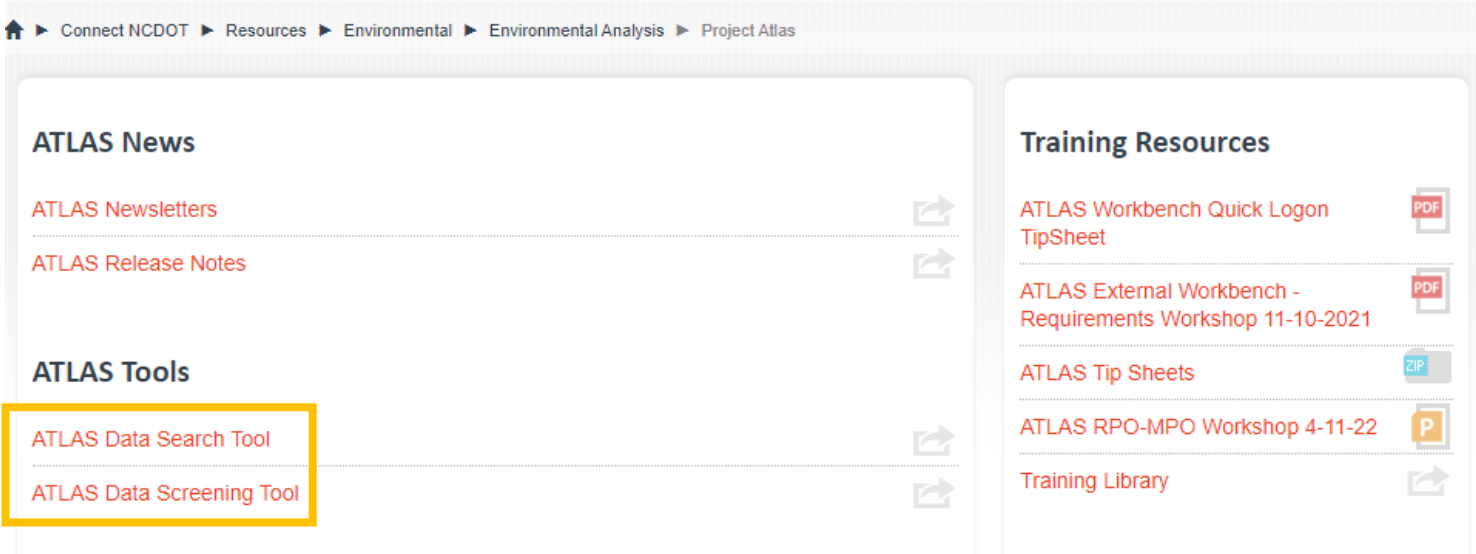 Connect NCDOT ▶ Resources ▶ Environmental ▶ Environmental Analysis ▶ Project Atlas
ATLAS News
ATLAS Newsletters
ATLAS Release Notes
ATLAS Tools
ATLAS Data Search Tool
ATLAS Data Screening Tool
Training Resources
ATLAS Workbench Quick Logon
TipSheet
PDF
ATLAS External Workbench -
Requirements Workshop 11-10-2021
PDF
ATLAS Tip Sheets
ZIP
ATLAS RPO-MPO Workshop 4-11-22
P
Training Library